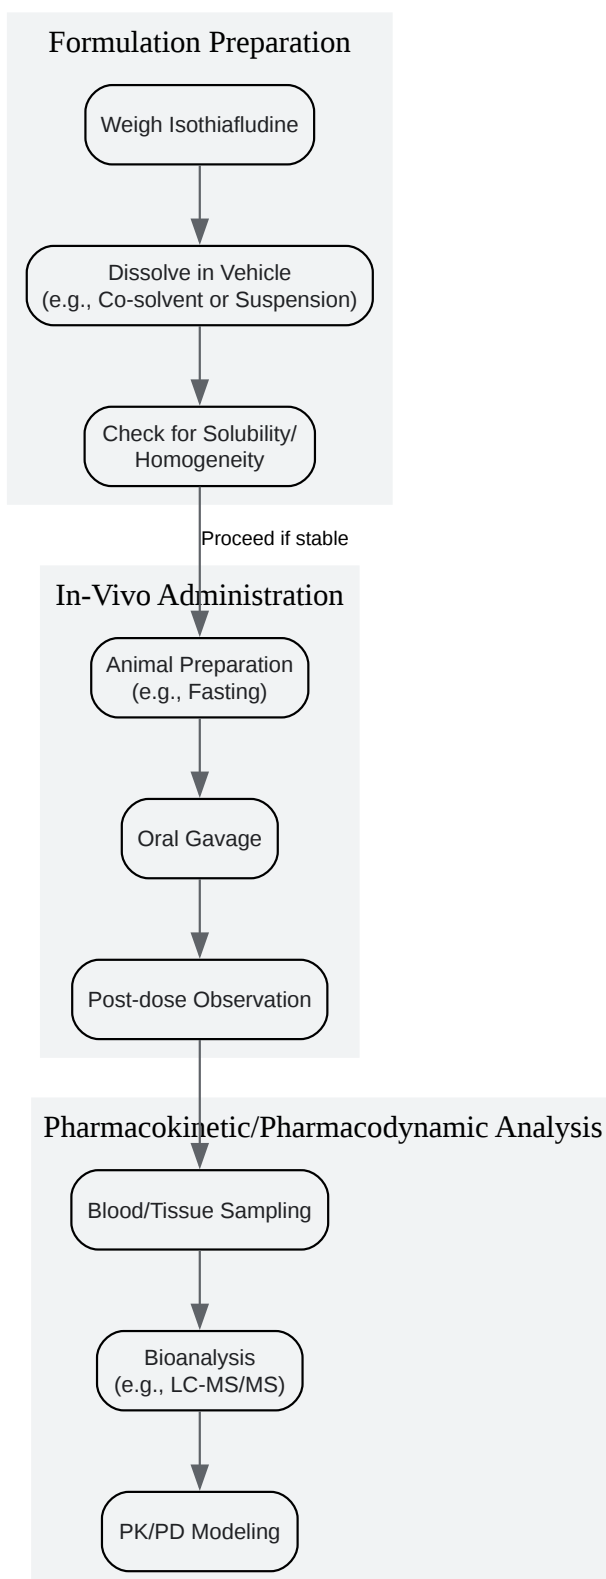 Formulation Preparation
Weigh Isothiafludine
Dissolve in Vehicle
(e.g., Co-solvent or Suspension)
Check for Solubility/
Homogeneity
Proceed if stable
In-Vivo Administration
Animal Preparation
(e.g., Fasting)
Oral Gavage
Post-dose Observation
Pharmacokinetic/Pharmacodynamic Analysis
Blood/Tissue Sampling
Bioanalysis
(e.g., LC-MS/MS)
PK/PD Modeling